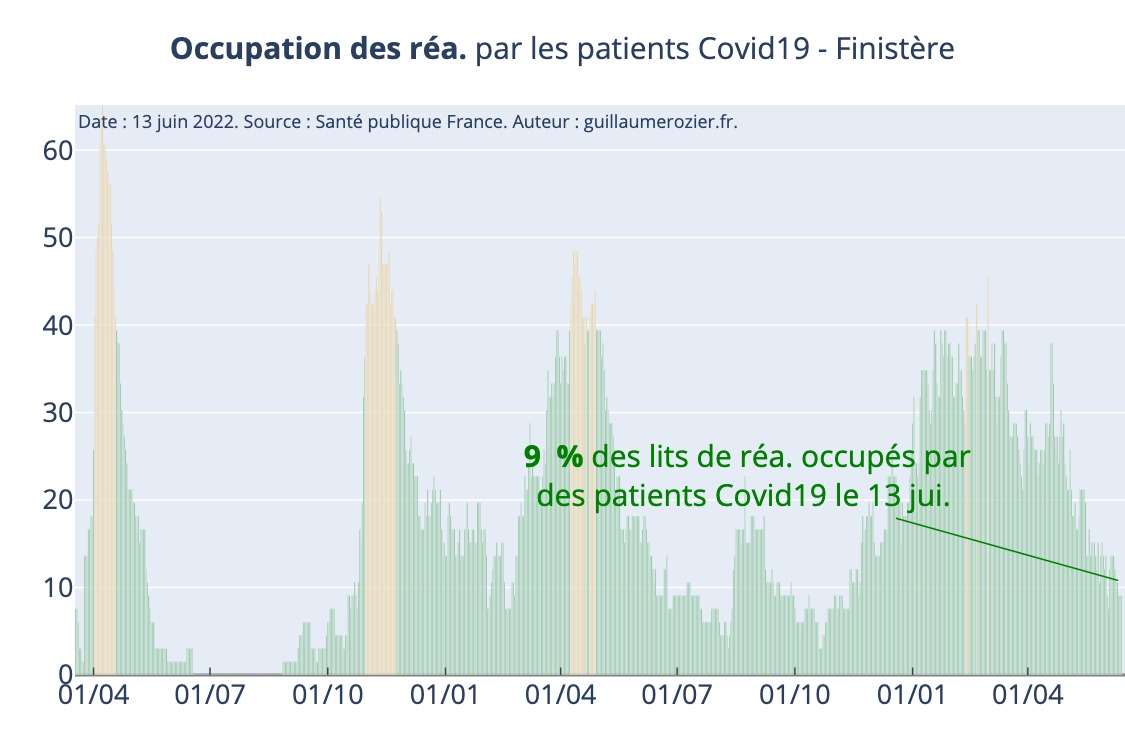 Occupation des réa. par les patients Covid19 - Finistère
Date : 13 juin 2022. Source : Santé publique France. Auteur : guillaumerozier.fr.
60
50
40
30
9 % des lits de réa. occupés par
des patients Covid19 le 13 jui.
20
10
0
01/04 01/07 01/10 01/01 01/04 01/07 01/10 01/01 01/04